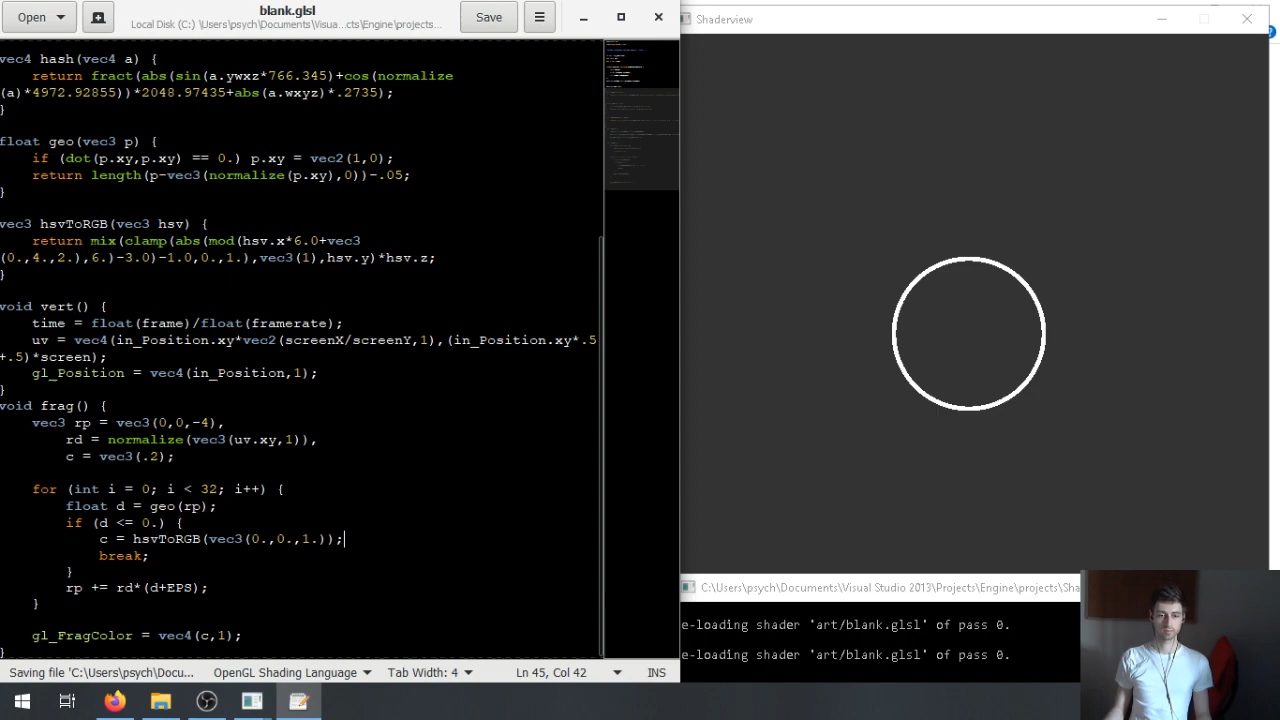 Open
blank.glsl
Local Disk (C:) \Users\psych\Documents\Visua...cts\Engine\projects...
Save
Shaderview
vec4 hash(vec4 a) {
return fract(abs(sin(a.ywxz*766.345)+cos(normalize
(a)*4972.92855))*2048.97435+abs(a.wxyz)*.2735);
}
float geo(vec3 p) {
if (dot(p.xy,p.xy) == 0.) p.xy = vec2(1,0);
return length(p-vec3(normalize(p.xy),0))-.05;
}
vec3 hsvToRGB(vec3 hsv) {
return mix(clamp(abs(mod(hsv.x*6.0+vec3
(0.,4.,2.),6.)-3.0)-1.0,0.,1.),vec3(1),hsv.y)*hsv.z;
}
void vert() {
time = float(frame)/float(framerate);
uv = vec4(in_Position.xy*vec2(screenX/screenY,1),(in_Position.xy*.5
+.5)*screen);
gl_Position = vec4(in_Position,1);
}
void frag() {
vec3 rp = vec3(0,0,-4),
rd = normalize(vec3(uv.xy,1)),
c = vec3(.2);
for (int i = 0; i < 32; i++) {
float d = geo(rp);
if (d <= 0.) {
c = hsvToRGB(vec3(0.,0.,1.));
break;
}
rp += rd*(d+EPS);
}
gl_FragColor = vec4(c,1);
}
C:\Users\psych\Documents\Visual Studio 2013\Projects\Engine\projects\Sha
e-loading shader 'art/blank.glsl' of pass 0.
e-loading shader 'art/blank.glsl' of pass 0.
Saving file 'C:\Users\psych\Docu...
OpenGL Shading Language
Tab Width: 4
Ln 45, Col 42
INS